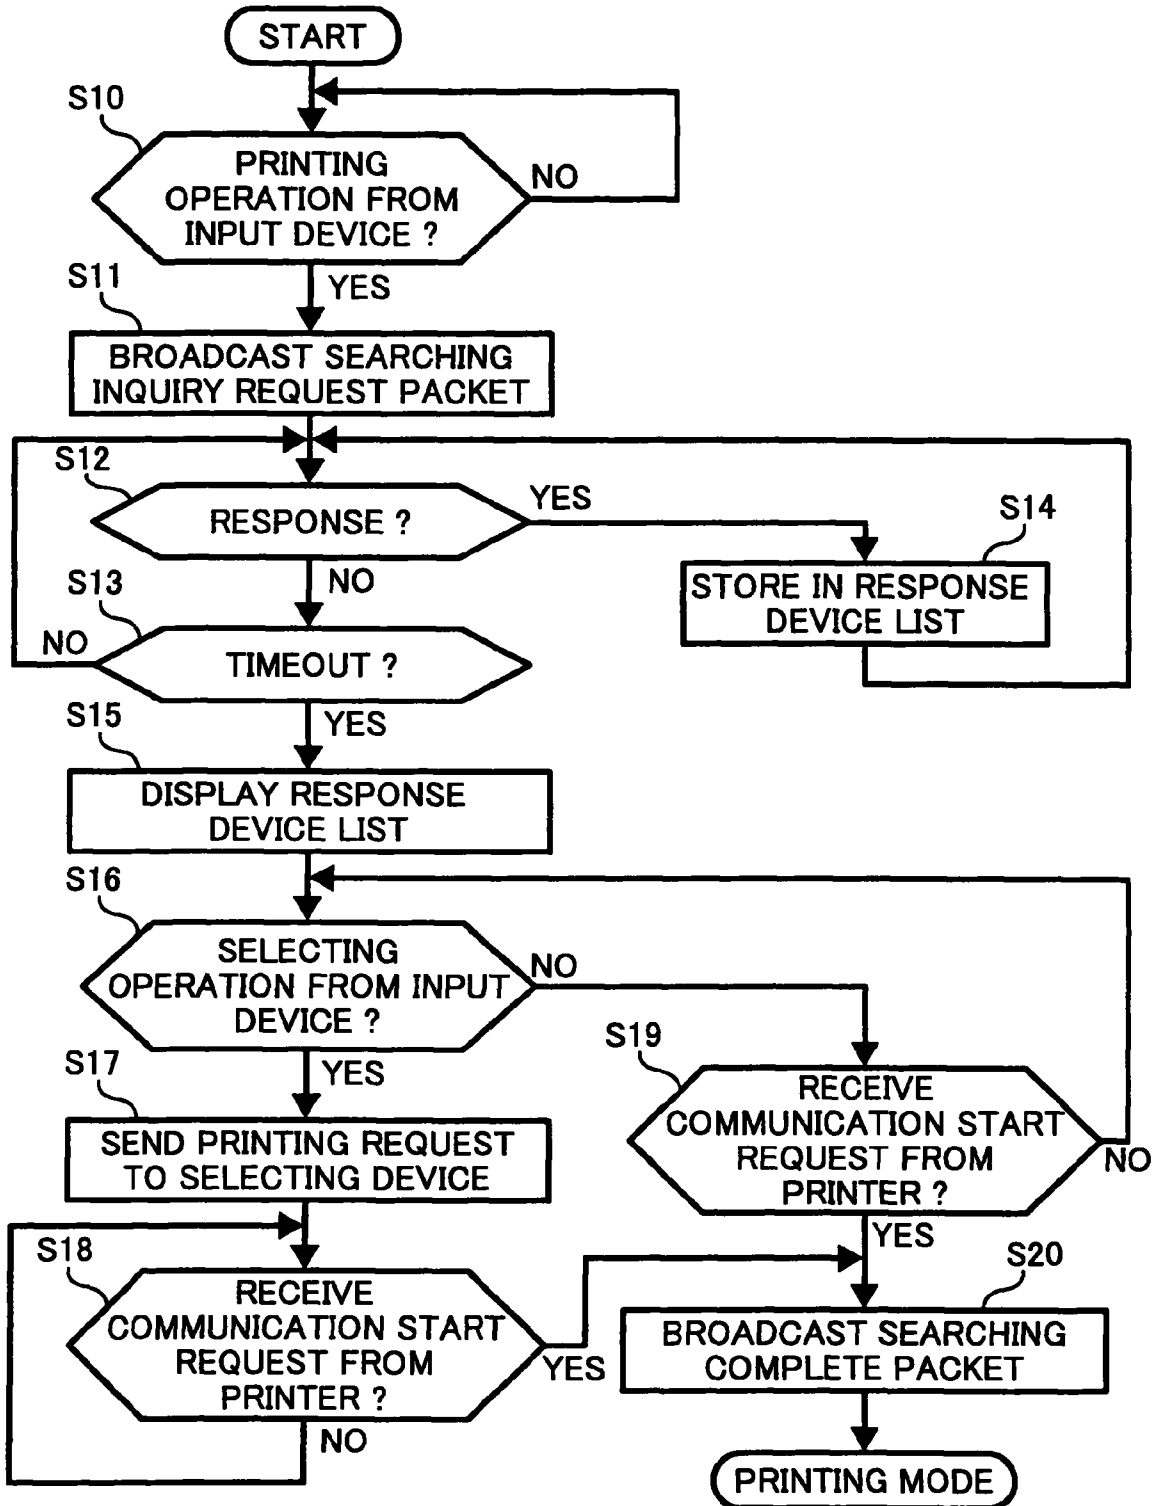 START
S10
PRINTING
OPERATION FROM
INPUT DEVICE ?
NO
YES
S11
BROADCAST SEARCHING
INQUIRY REQUEST PACKET
S12
RESPONSE ?
YES
NO
S14
STORE IN RESPONSE
DEVICE LIST
S13
TIMEOUT ?
NO
YES
S15
DISPLAY RESPONSE
DEVICE LIST
S16
SELECTING
OPERATION FROM INPUT
DEVICE ?
NO
YES
S17
SEND PRINTING REQUEST
TO SELECTING DEVICE
S19
RECEIVE
COMMUNICATION START
REQUEST FROM
PRINTER ?
NO
YES
S18
RECEIVE
COMMUNICATION START
REQUEST FROM
PRINTER ?
YES
NO
S20
BROADCAST SEARCHING
COMPLETE PACKET
PRINTING MODE